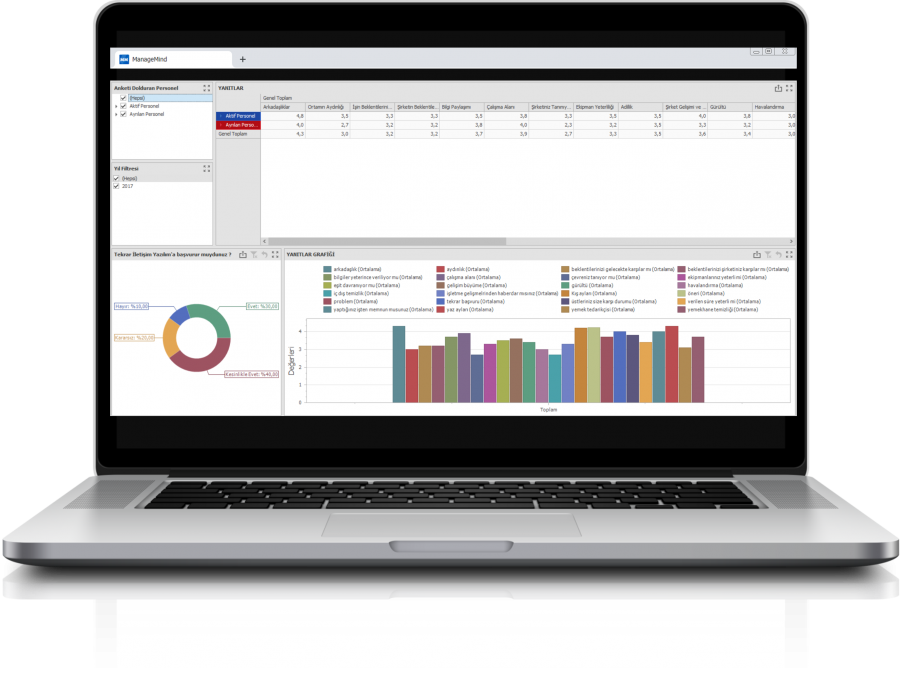 ManageMind
Anketi Dolduran Personel
(Hepsi)
Aktif Personel
Ayrılan Personel
YANITLAR
Genel Toplam
Arkadaşlıklar Ortamın Aydınlığı İşin Beklentilerini... Şirketin Beklentile... Bilgi Paylaşımı Çalışma Alanı Şirketiniz Tanınıy... Ekipman Yeterliliği Adillik Şirket Gelişimi ve ... Gürültü Havalandırma
Aktif Personel 4,8 3,5 3,3 3,3 3,5 3,8 2,3 3,5 3,5 4,0 3,8 3,0
Ayrılan Perso... 4,0 2,7 3,2 3,2 3,8 4,0 3,0 3,2 3,5 3,3 3,2 3,0
Genel Toplam 4,3 3,0 3,2 3,2 3,7 3,9 2,7 3,3 3,5 3,6 3,4 3,0
Yıl Filtresi
(Hepsi)
2017
Tekrar İletişim Yazılım'a başvurur muydunuz ?
Hayır: %10,00
Evet: %30,00
Kararsız: %20,00
Kesinlikle Evet: %40,00
YANITLAR GRAFİĞİ
arkadaşlık (Ortalama) aydınlık (Ortalama) beklentilerinizi gelecekte karşılar mı (Ortalama) beklentilerinizi şirketiniz karşılar mı (Ortalama)
bilgiler yeterince veriliyor mu (Ortalama) çalışma alanı (Ortalama) çevreniz tanıyor mu (Ortalama) ekipmanlarınız yeterli mi (Ortalama)
eşit davranıyor mu (Ortalama) gelişim büyüme (Ortalama) gürültü (Ortalama) havalandırma (Ortalama)
iç dış temizlik (Ortalama) işletme gelişmelerinden haberdar mısınız (Ortalama) kış ayları (Ortalama) öneri (Ortalama)
problem (Ortalama) tekrar başvuru (Ortalama) üstleriniz size karşı durumu (Ortalama) verilen süre yeterli mi (Ortalama)
yaptığınız işten memnun musunuz (Ortalama) yaz ayları (Ortalama) yemek tedarikçisi (Ortalama) yemekhane temizliği (Ortalama)
Değerleri
4
3
2
1
0
Toplam